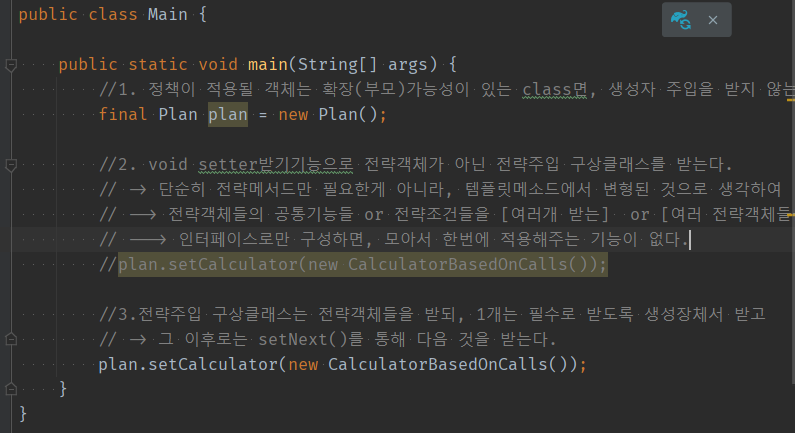 public class Main {
public static void main(String[] args) {
//1. 정책이 적용될 객체는 확장(부모)가능성이 있는 class면, 생성자 주입을 받지 않는
final Plan plan = new Plan();
//2. void setter받기기능으로 전략객체가 아닌 전략주입 구상클래스를 받는다.
// -> 단순히 전략메서드만 필요한게 아니라, 템플릿메소드에서 변형된 것으로 생각하여
// --> 전략객체들의 공통기능들 or 전략조건들을 [여러개 받는] or [여러 전략객체들
// ---> 인터페이스로만 구성하면, 모아서 한번에 적용해주는 기능이 없다.
//plan.setCalculator(new CalculatorBasedOnCalls());
//3.전략주입 구상클래스는 전략객체들을 받되, 1개는 필수로 받도록 생성장체서 받고
// -> 그 이후로는 setNext()를 통해 다음 것을 받는다.
plan.setCalculator(new CalculatorBasedOnCalls());
}
}